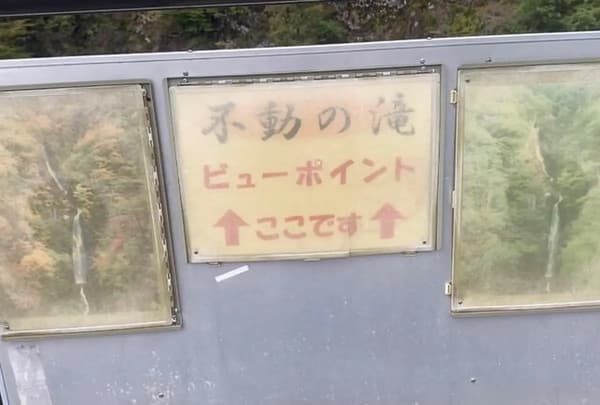 不動の滝
ビューポイント
↑ここです↑